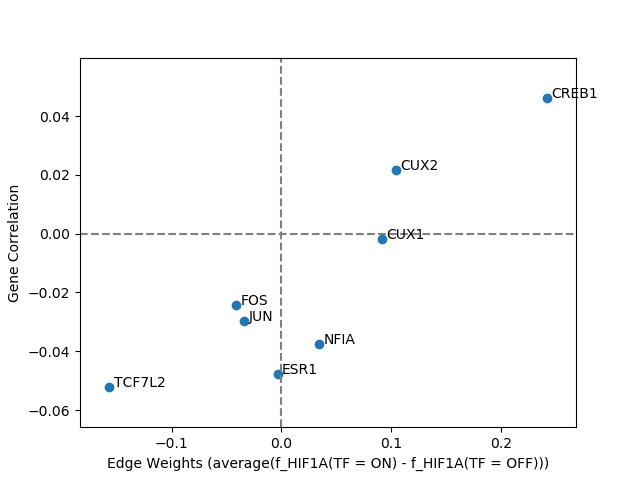 CREB1
0.04
CUX2
0.02
Gene Correlation
0.00
CUX1
−0.02
FOS
JUN
NFIA
−0.04
ESR1
TCF7L2
−0.06
−0.1
0.0
0.1
0.2
Edge Weights (average(f_HIF1A(TF = ON) - f_HIF1A(TF = OFF)))